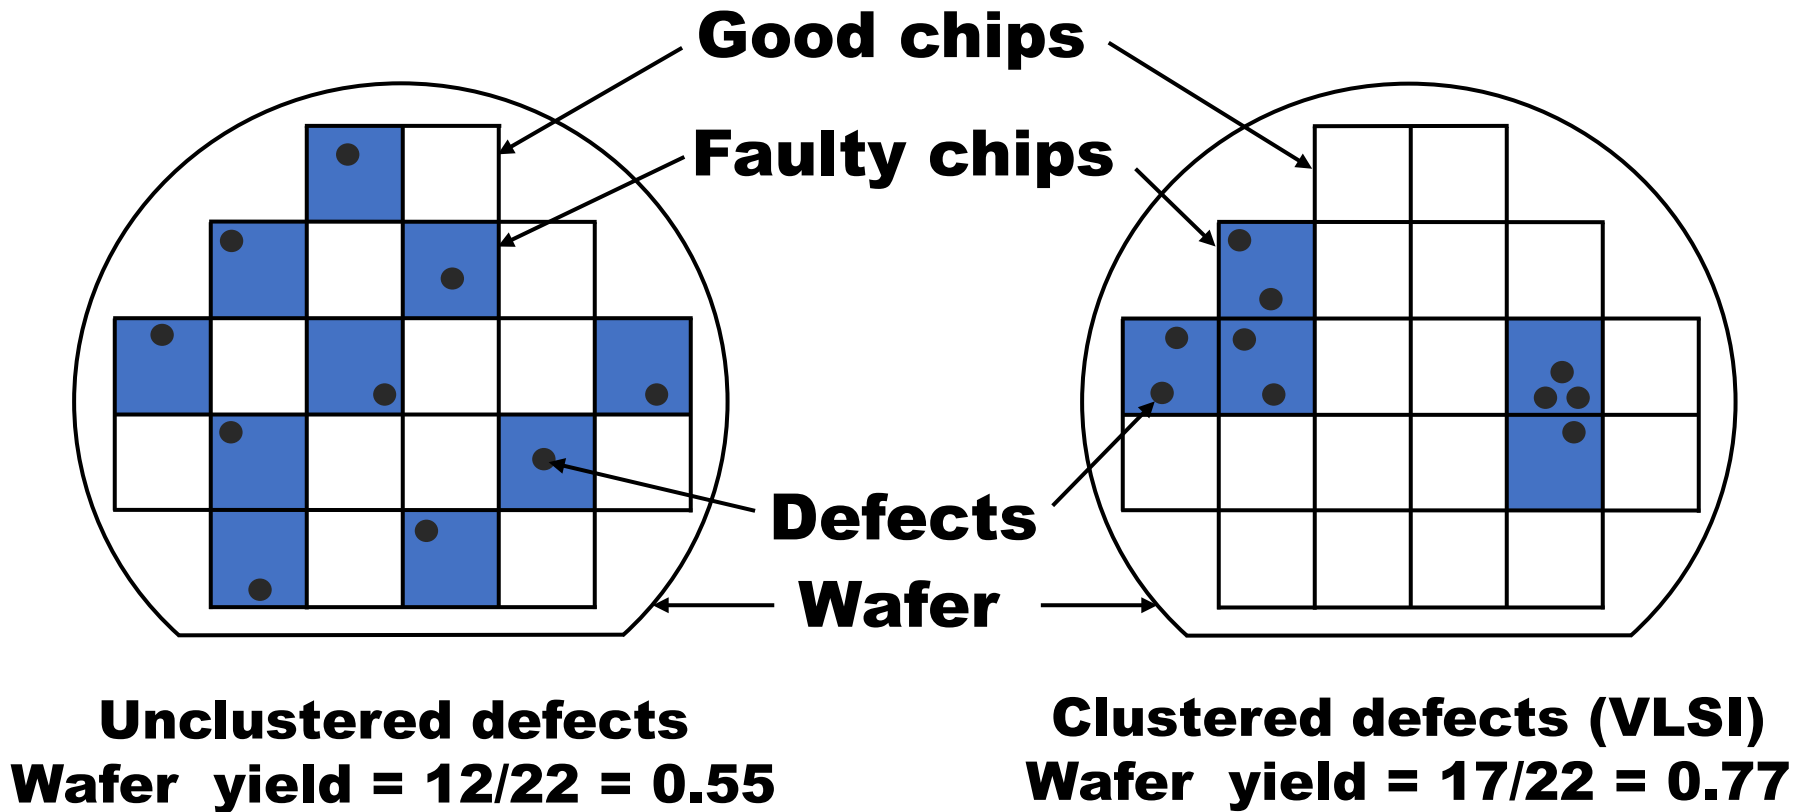 Good chips
Faulty chips
Defects
Wafer
Unclustered defects
Wafer yield = 12/22 = 0.55
Clustered defects (VLSI)
Wafer yield = 17/22 = 0.77